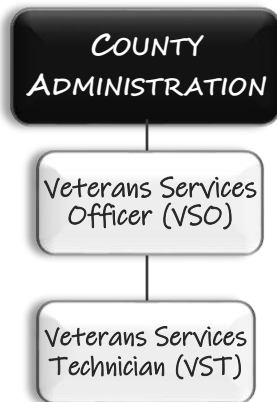 COUNTY
ADMINISTRATION
Veterans Services
Officer (VSO)
Veterans Services
Technician (VST)